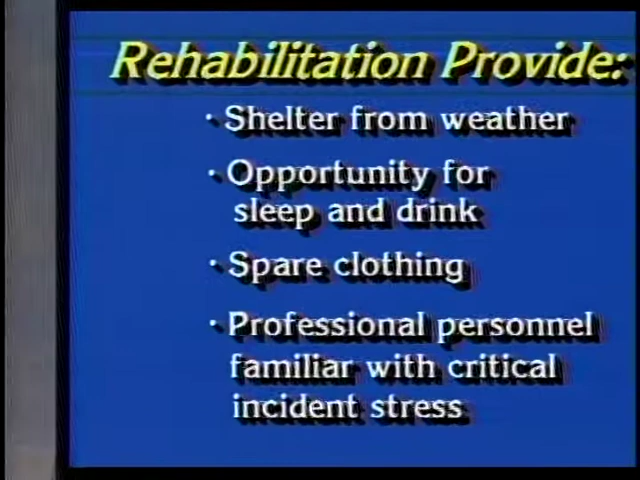 Rehabilitation Provide:
· Shelter from weather
· Opportunity for
sleep and drink
· Spare clothing
· Professional personnel
familiar with critical
incident stress